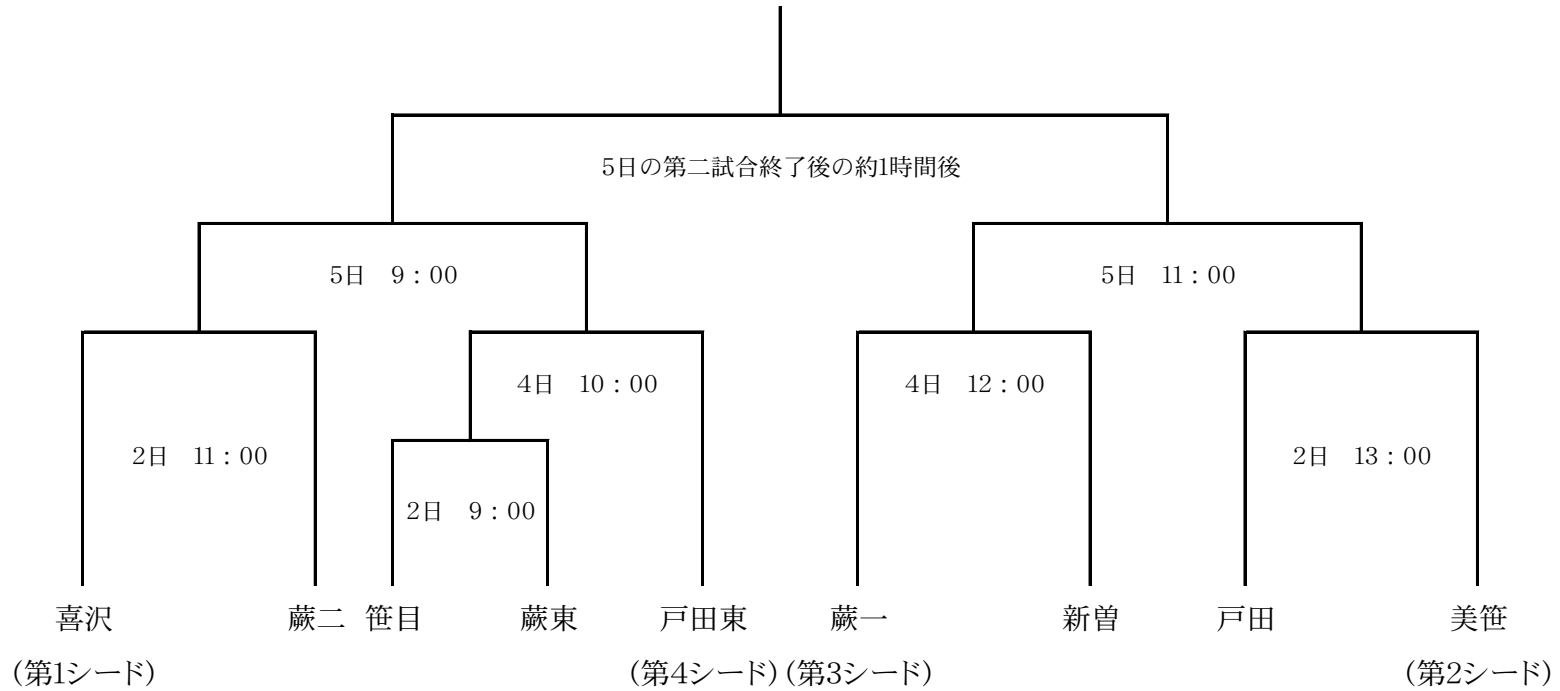 5日の第二試合終了後の約1時間後
5日　9：00
5日　11：00
4日　10：00
4日　12：00
2日　11：00
2日　13：00
2日　9：00
喜沢
蕨二
笹目
蕨東
戸田東
蕨一
新曽
戸田
美笹
(第1シード)
(第4シード)
(第3シード)
(第2シード)